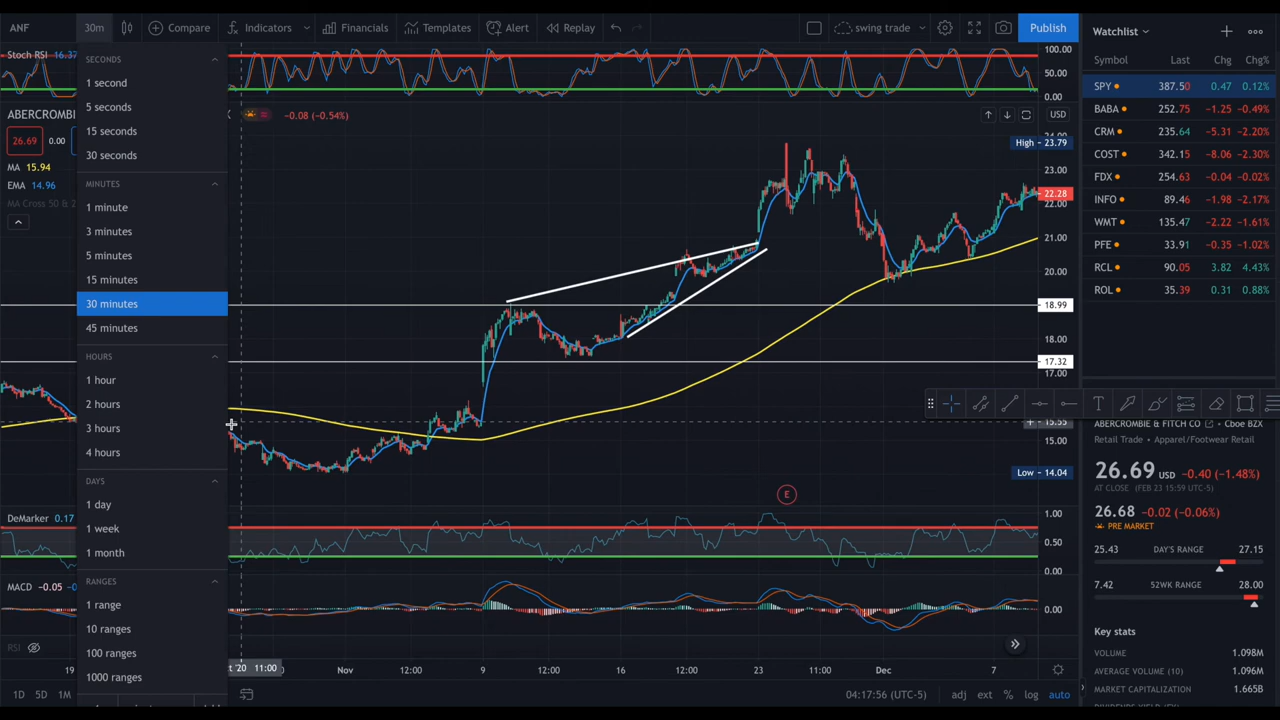 ANF 30m Compare Indicators Financials Templates Alert Replay swing trade Publish
Stoch RSI 16.37
ABERCROMBIE
−0.08 (−0.54%)
26.69 0.00
MA 15.94
EMA 14.96
MA Cross 50 & 2
SECONDS
1 second
5 seconds
15 seconds
30 seconds
MINUTES
1 minute
3 minutes
5 minutes
15 minutes
30 minutes
45 minutes
HOURS
1 hour
2 hours
3 hours
4 hours
DAYS
1 day
1 week
1 month
RANGES
1 range
10 ranges
100 ranges
1000 ranges
DeMarker 0.17
MACD −0.05
RSI
100.00
50.00
0.00
USD
High 23.79
23.00
22.28
22.00
21.00
20.00
18.99
18.00
17.32
17.00
15.55
15.00
Low 14.04
E
1.00
0.50
0.00
0.00
19 '20 11:00 Nov 12:00 9 12:00 16 12:00 23 11:00 Dec 7
1D 5D 1M
04:17:56 (UTC-5) adj ext % log auto
Watchlist
Symbol Last Chg Chg%
SPY 387.50 0.47 0.12%
BABA 252.75 −1.25 −0.49%
CRM 235.64 −5.31 −2.20%
COST 342.15 −8.06 −2.30%
FDX 254.63 −0.04 −0.02%
INFO 89.46 −1.98 −2.17%
WMT 135.47 −2.22 −1.61%
PFE 33.91 −0.35 −1.02%
RCL 90.05 3.82 4.43%
ROL 35.39 0.31 0.88%
ABERCROMBIE & FITCH CO • Cboe BZX
Retail Trade • Apparel/Footwear Retail
26.69 USD −0.40 (−1.48%)
AT CLOSE (FEB 23 15:59 UTC-5)
26.68 −0.02 (−0.06%)
PRE MARKET
25.43 DAY'S RANGE 27.15
7.42 52WK RANGE 28.00
Key stats
VOLUME 1.098M
AVERAGE VOLUME (10) 1.096M
MARKET CAPITALIZATION 1.665B